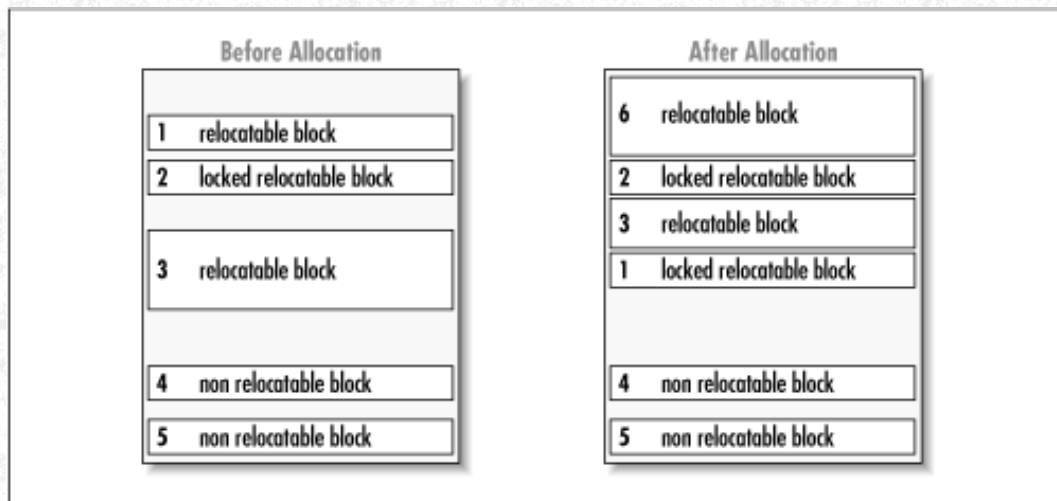 Before Allocation
1 relocatable block
2 locked relocatable block
3 relocatable block
4 non relocatable block
5 non relocatable block
After Allocation
6 relocatable block
2 locked relocatable block
3 relocatable block
1 locked relocatable block
4 non relocatable block
5 non relocatable block